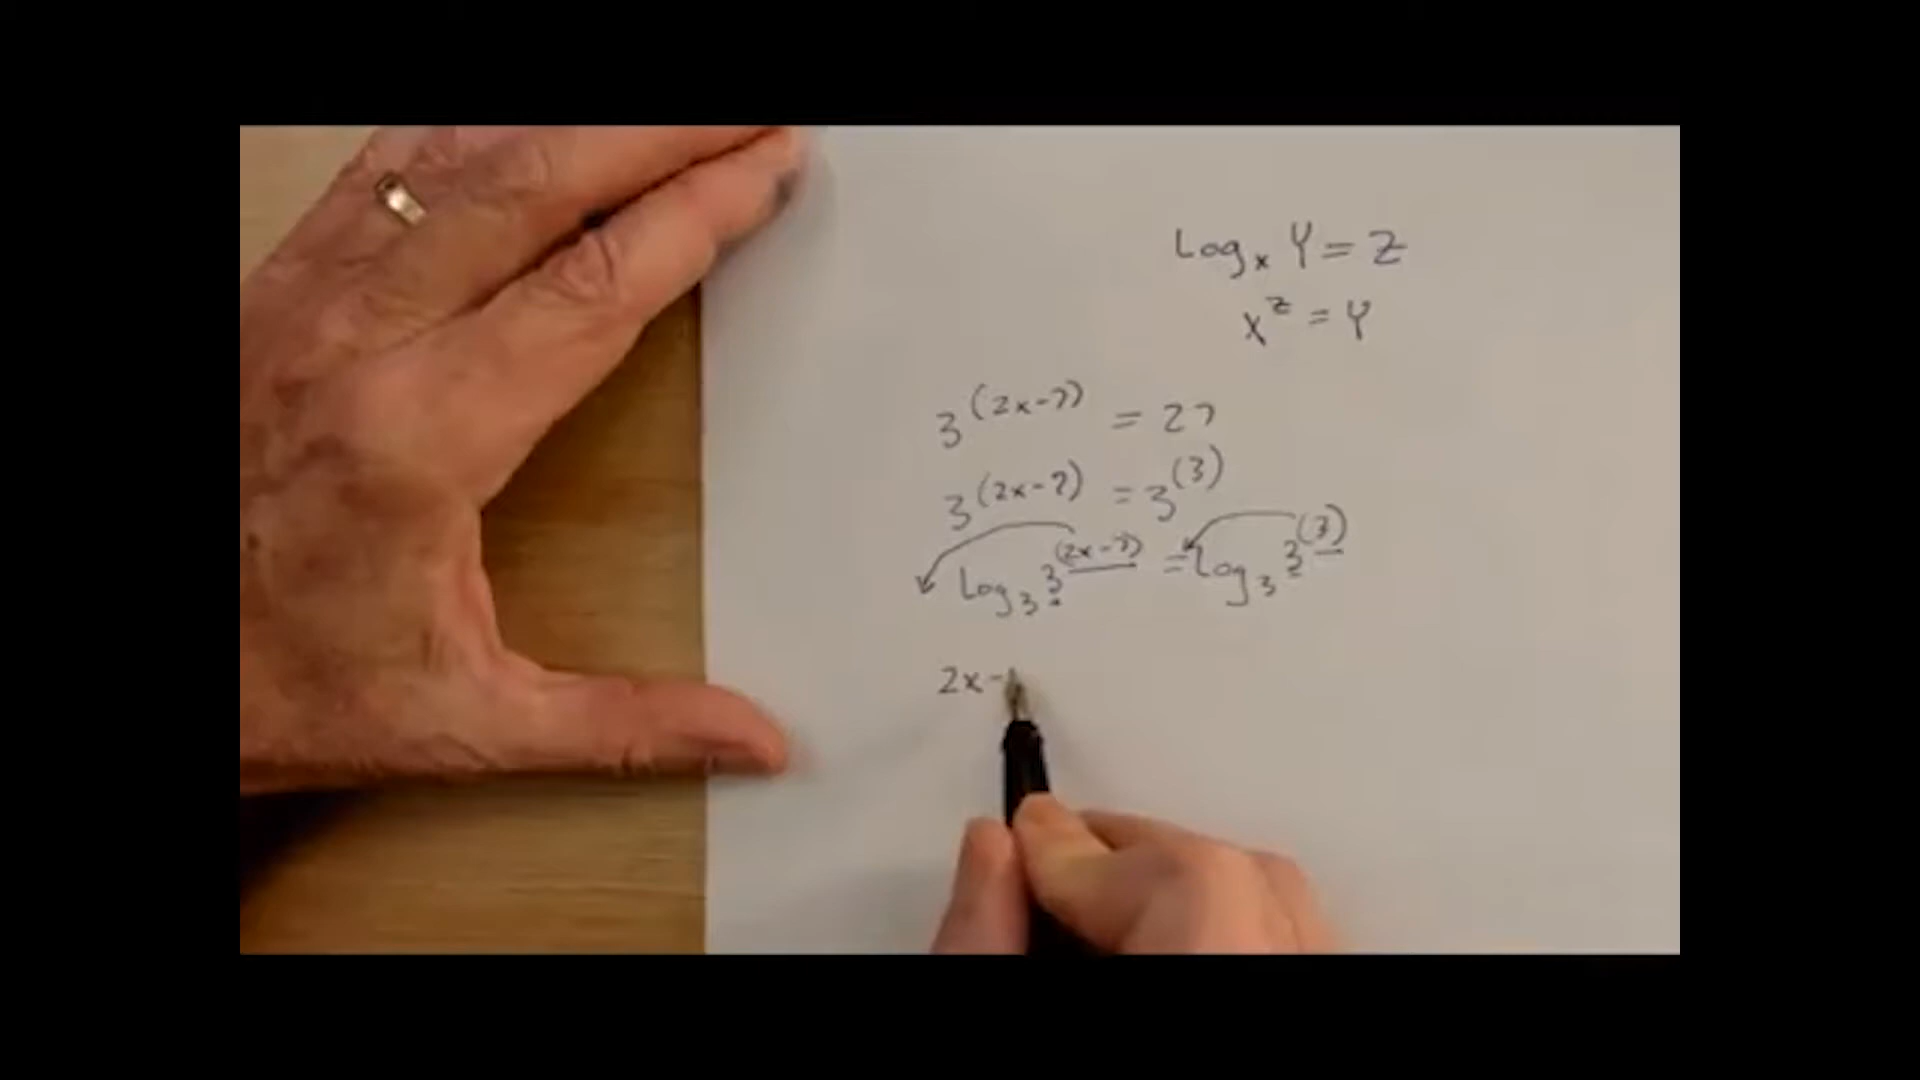 Log_x Y = Z
x^z = Y
3^(2x-7) = 27
3^(2x-7) = 3^(3)
Log_3 3^(2x-7) = Log_3 3^(3)
2x-